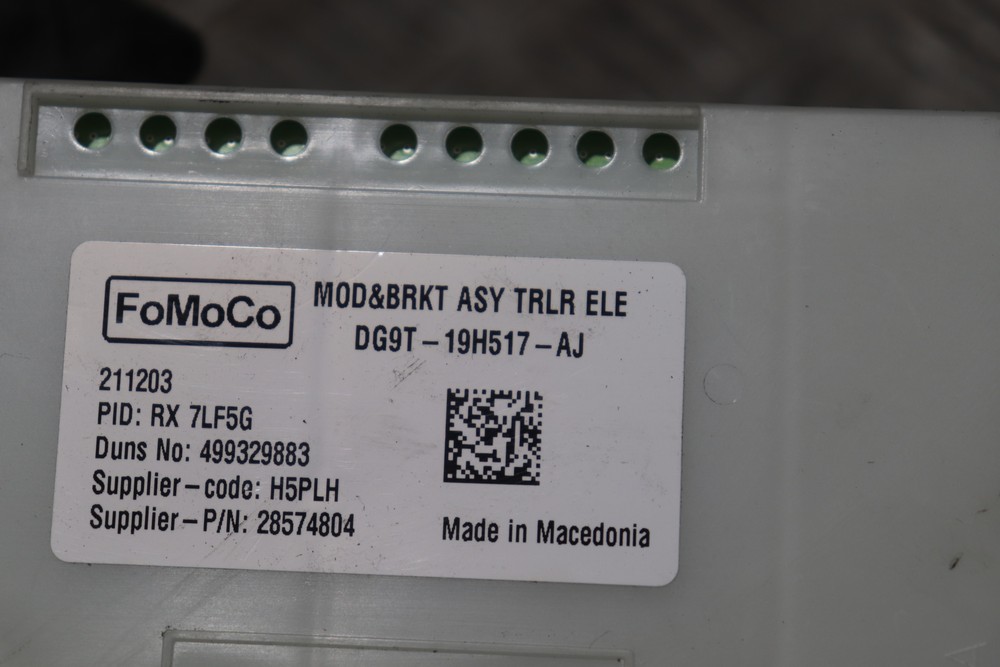 FoMoCo
MOD&BRKT ASY TRLR ELE
DG9T-19H517-AJ
211203
PID: RX 7LF5G
Duns No: 499329883
Supplier-code: H5PLH
Supplier-P/N: 28574804
Made in Macedonia